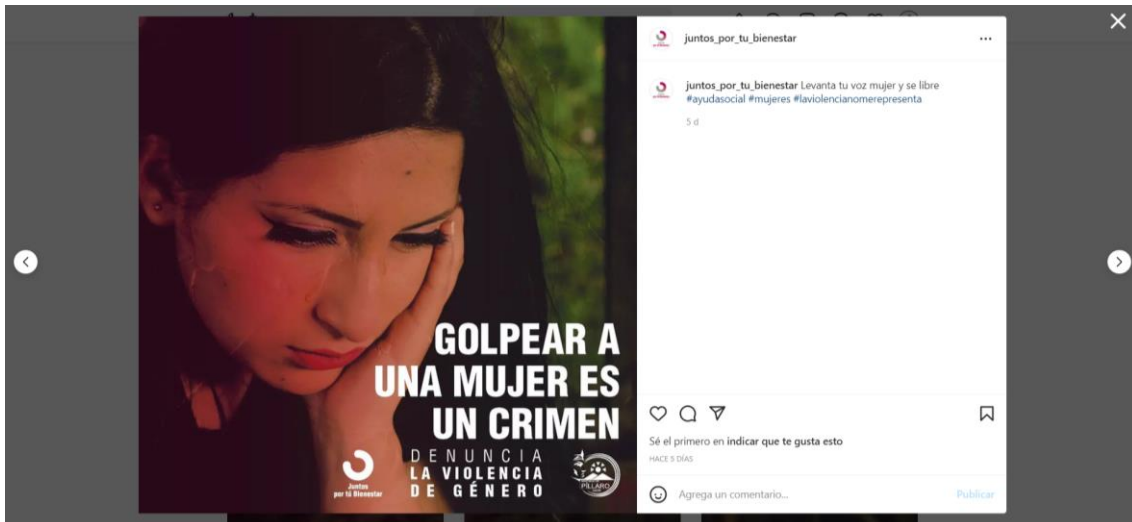 GOLPEAR A
UNA MUJER ES
UN CRIMEN
DENUNCIA
LA VIOLENCIA
DE GÉNERO
Juntos
por tú Bienestar
PÍLLARO
juntos_por_tu_bienestar
juntos_por_tu_bienestar Levanta tu voz mujer y se libre
#ayudasocial #mujeres #laviolencianomerepresenta
5 d
Sé el primero en indicar que te gusta esto
HACE 5 DÍAS
Agrega un comentario...
Publicar